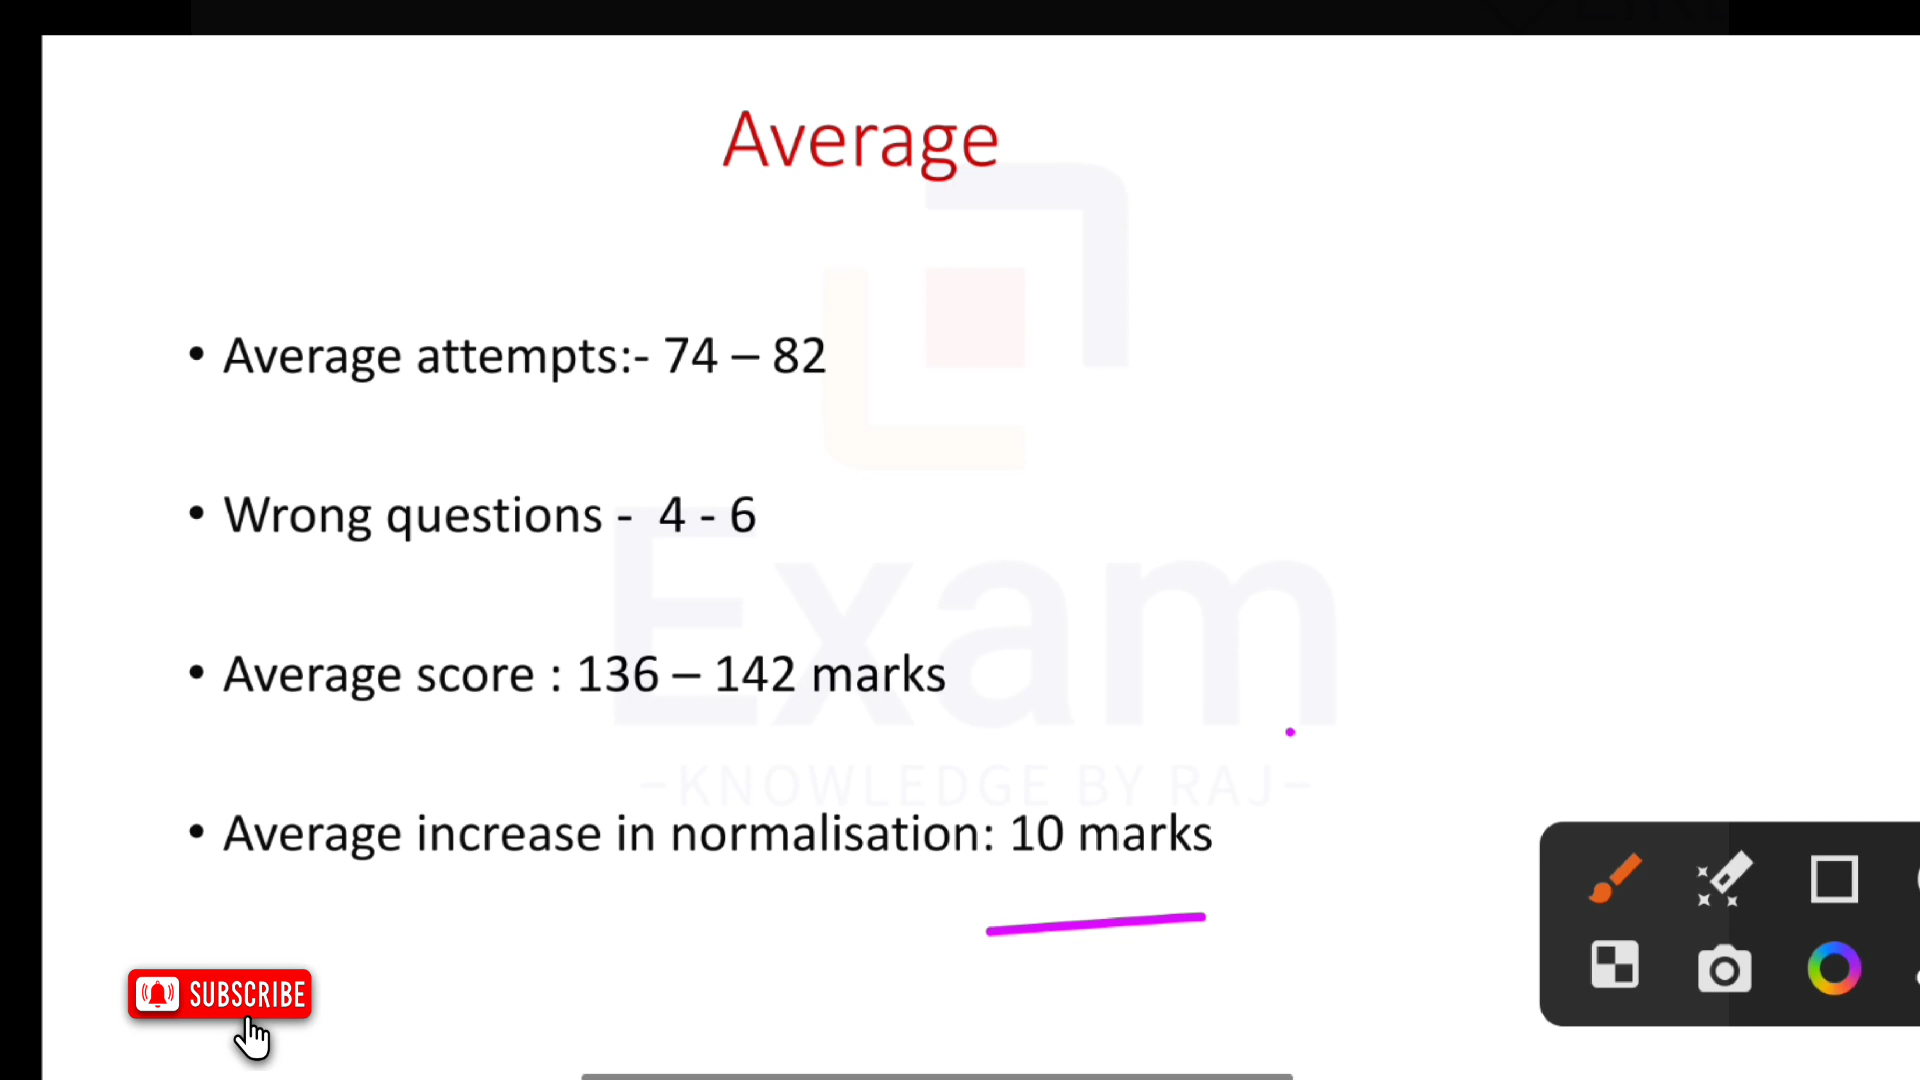 Average
• Average attempts:- 74 – 82
• Wrong questions - 4 - 6
Exam
• Average score : 136 – 142 marks
-KNOWLEDGE BY RAJ-
• Average increase in normalisation: 10 marks
SUBSCRIBE